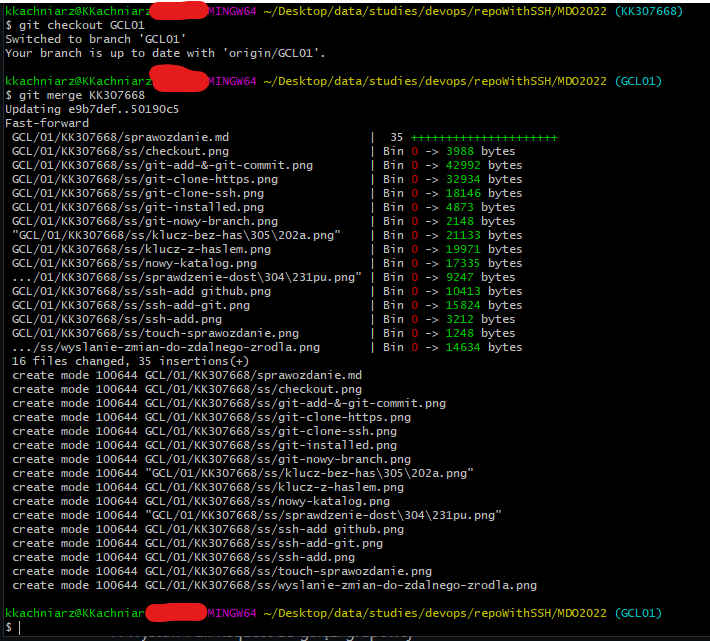 kkachniarz@KKachniarz MINGW64 ~/Desktop/data/studies/devops/repoWithSSH/MDO2022 (KK307668)
$ git checkout GCL01
Switched to branch 'GCL01'
Your branch is up to date with 'origin/GCL01'.
kkachniarz@KKachniarz MINGW64 ~/Desktop/data/studies/devops/repoWithSSH/MDO2022 (GCL01)
$ git merge KK307668
Updating e9b7def..50190c5
Fast-forward
GCL/01/KK307668/sprawozdanie.md | 35 ++++++++++++++++++++++
GCL/01/KK307668/ss/checkout.png | Bin 0 -> 3988 bytes
GCL/01/KK307668/ss/git-add-&-git-commit.png | Bin 0 -> 42992 bytes
GCL/01/KK307668/ss/git-clone-https.png | Bin 0 -> 32934 bytes
GCL/01/KK307668/ss/git-clone-ssh.png | Bin 0 -> 18146 bytes
GCL/01/KK307668/ss/git-installed.png | Bin 0 -> 4873 bytes
GCL/01/KK307668/ss/git-nowy-branch.png | Bin 0 -> 2148 bytes
"GCL/01/KK307668/ss/klucz-bez-has\305\202a.png" | Bin 0 -> 21133 bytes
GCL/01/KK307668/ss/klucz-z-haslem.png | Bin 0 -> 19971 bytes
GCL/01/KK307668/ss/nowy-katalog.png | Bin 0 -> 17335 bytes
.../01/KK307668/ss/sprawdzenie-dost\304\231pu.png" | Bin 0 -> 9247 bytes
GCL/01/KK307668/ss/ssh-add github.png | Bin 0 -> 10413 bytes
GCL/01/KK307668/ss/ssh-add-git.png | Bin 0 -> 15824 bytes
GCL/01/KK307668/ss/ssh-add.png | Bin 0 -> 3212 bytes
GCL/01/KK307668/ss/touch-sprawozdanie.png | Bin 0 -> 1248 bytes
.../ss/wyslanie-zmian-do-zdalnego-zrodla.png | Bin 0 -> 14634 bytes
16 files changed, 35 insertions(+)
create mode 100644 GCL/01/KK307668/sprawozdanie.md
create mode 100644 GCL/01/KK307668/ss/checkout.png
create mode 100644 GCL/01/KK307668/ss/git-add-&-git-commit.png
create mode 100644 GCL/01/KK307668/ss/git-clone-https.png
create mode 100644 GCL/01/KK307668/ss/git-clone-ssh.png
create mode 100644 GCL/01/KK307668/ss/git-installed.png
create mode 100644 GCL/01/KK307668/ss/git-nowy-branch.png
create mode 100644 "GCL/01/KK307668/ss/klucz-bez-has\305\202a.png"
create mode 100644 GCL/01/KK307668/ss/klucz-z-haslem.png
create mode 100644 GCL/01/KK307668/ss/nowy-katalog.png
create mode 100644 "GCL/01/KK307668/ss/sprawdzenie-dost\304\231pu.png"
create mode 100644 GCL/01/KK307668/ss/ssh-add github.png
create mode 100644 GCL/01/KK307668/ss/ssh-add-git.png
create mode 100644 GCL/01/KK307668/ss/ssh-add.png
create mode 100644 GCL/01/KK307668/ss/touch-sprawozdanie.png
create mode 100644 GCL/01/KK307668/ss/wyslanie-zmian-do-zdalnego-zrodla.png
kkachniarz@KKachniar MINGW64 ~/Desktop/data/studies/devops/repoWithSSH/MDO2022 (GCL01)
$